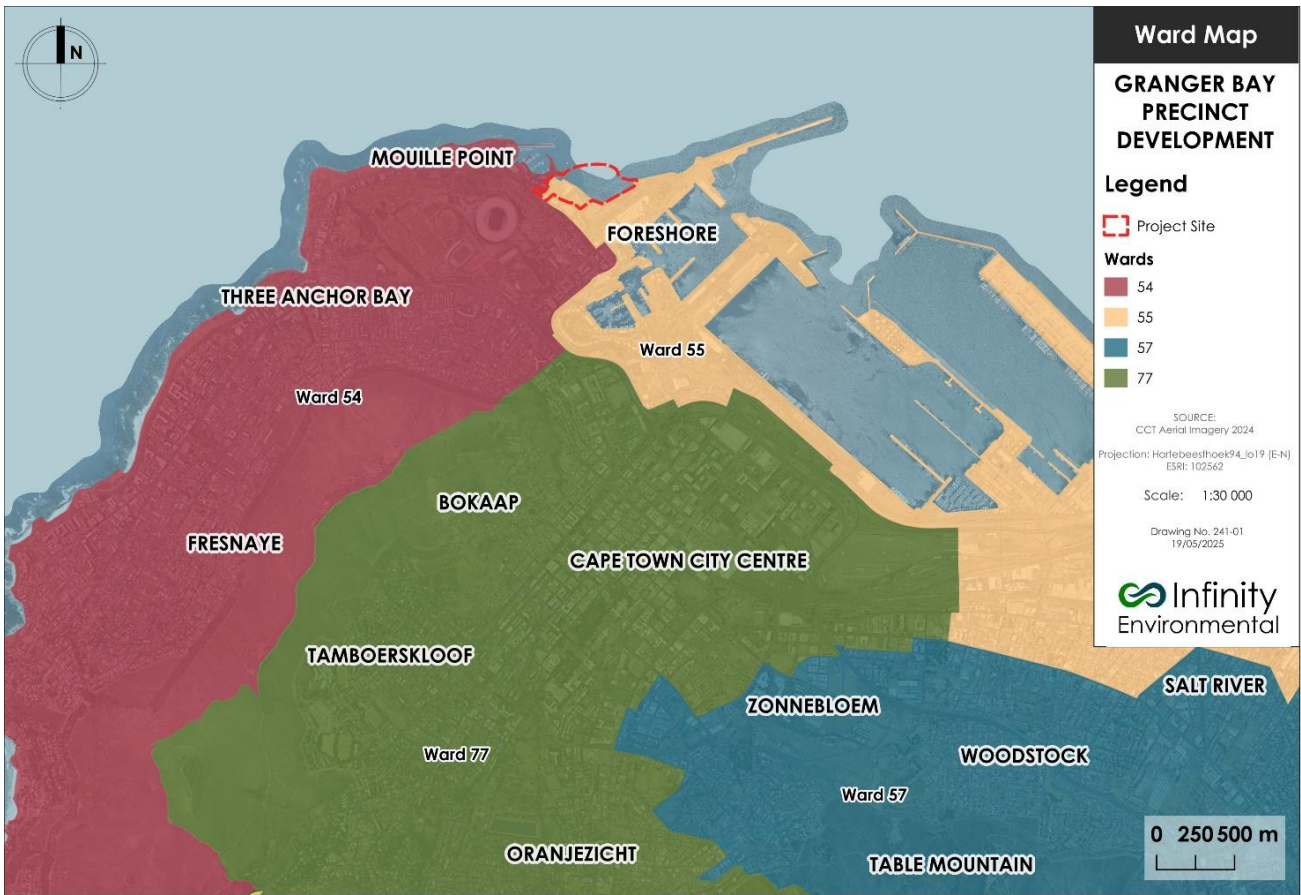 N
MOUILLE POINT
FORESHORE
THREE ANCHOR BAY
Ward 55
Ward 54
BOKAAP
FRESNAYE
CAPE TOWN CITY CENTRE
TAMBOERSKLOOF
SALT RIVER
ZONNEBLOEM
Ward 77
WOODSTOCK
Ward 57
ORANJEZICHT
TABLE MOUNTAIN
0 250 500 m
Ward Map
GRANGER BAY
PRECINCT
DEVELOPMENT
Legend
Project Site
Wards
54
55
57
77
SOURCE:
CCT Aerial Imagery 2024
Projection: Hartebeesthoek94_lo19 (E-N)
ESRI: 102562
Scale: 1:30 000
Drawing No. 241-01
19/05/2025
Infinity
Environmental